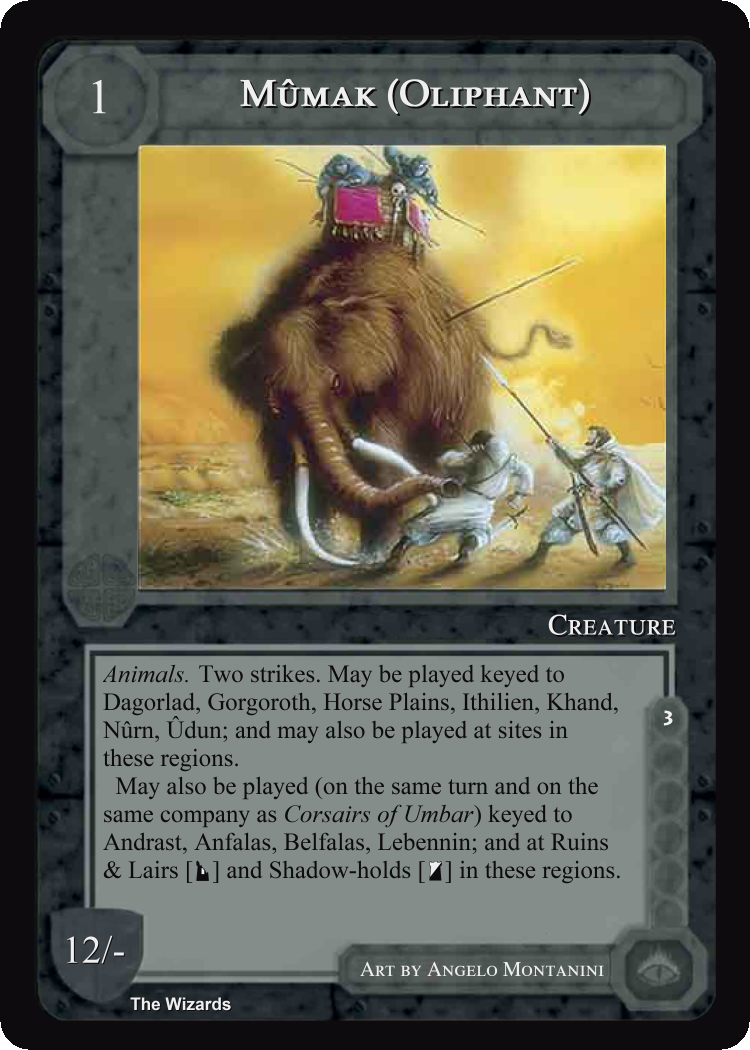 1
Mûmak (Oliphant)
Creature
Animals. Two strikes. May be played keyed to
Dagorlad, Gorgoroth, Horse Plains, Ithilien, Khand,
Nûrn, Ûdun; and may also be played at sites in
these regions.
May also be played (on the same turn and on the
same company as Corsairs of Umbar) keyed to
Andrast, Anfalas, Belfalas, Lebennin; and at Ruins
& Lairs [ ] and Shadow-holds [ ] in these regions.
3
12/-
Art by Angelo Montanini
The Wizards